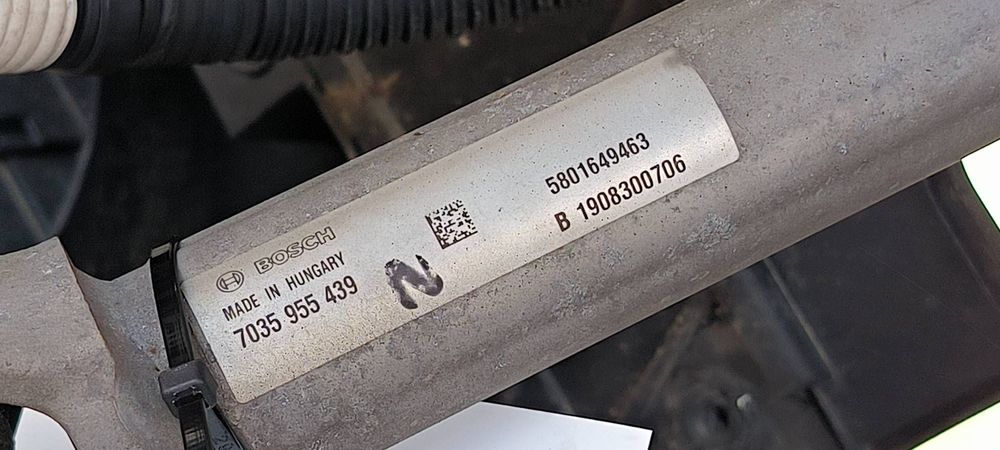 BOSCH
MADE IN HUNGARY
7035 955 439
N
5801649463
B 1908300706